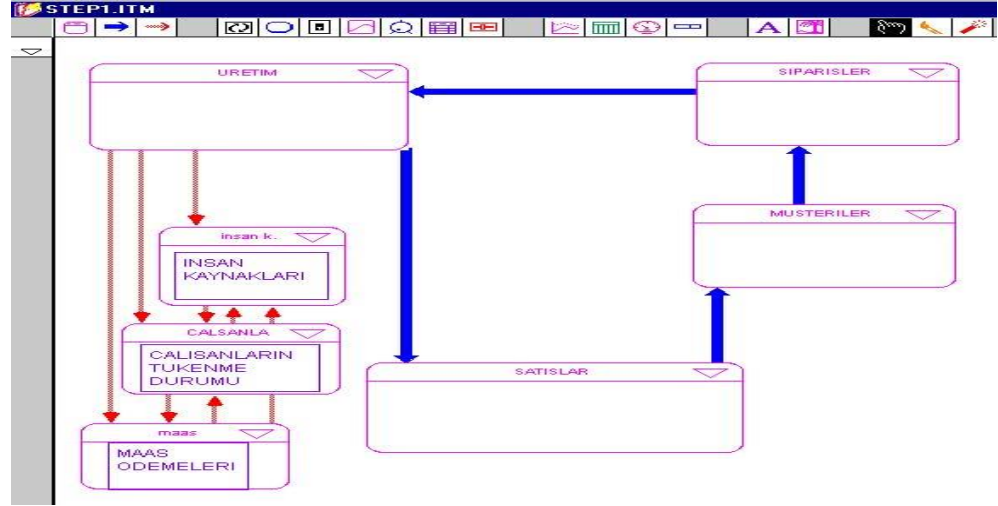 STEP1.ITM
A
URETIM
SIPARISLER
MUSTERILER
insan k.
INSAN
KAYNAKLARI
CALSANLA
CALISANLARIN
TUKENME
DURUMU
SATISLAR
maas
MAAS
ODEMELERI